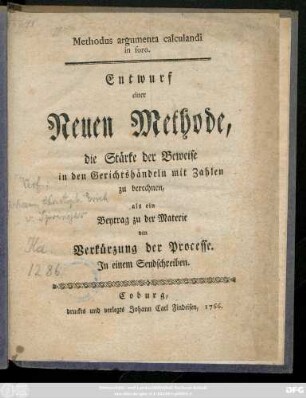 Methodus argumenta calculandi
in foro.
Entwurf
einer
Neuen Methode,
die Stärke der Beweise
in den Gerichtshändeln mit Zahlen
zu berechnen,
als ein
Beytrag zu der Materie
von
Verkürzung der Processe.
In einem Sendschreiben.
Coburg,
druckts und verlegts Johann Carl Findeisen, 1766.
Ka
1286.